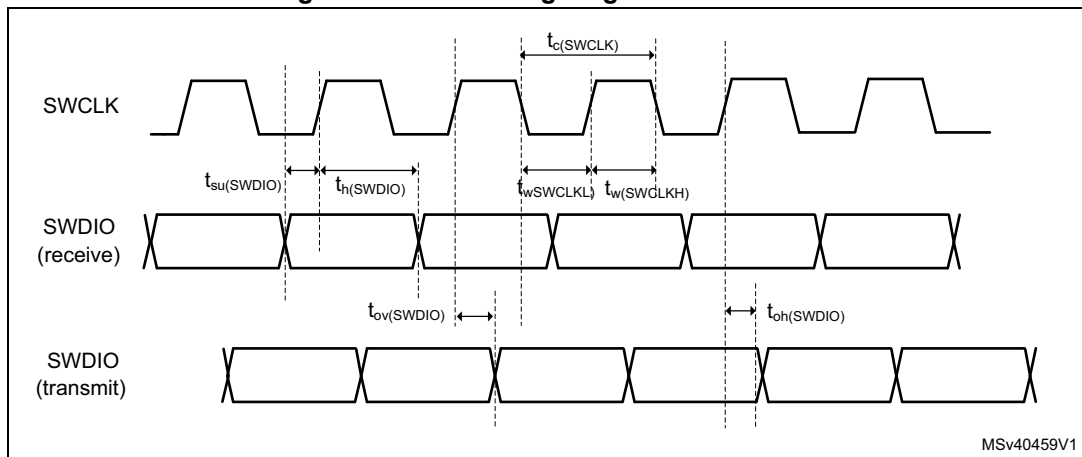 tc(SWCLK)
SWCLK
tsu(SWDIO)
th(SWDIO)
twSWCLKL)
tw(SWCLKH)
SWDIO
(receive)
tov(SWDIO)
toh(SWDIO)
SWDIO
(transmit)
MSv40459V1